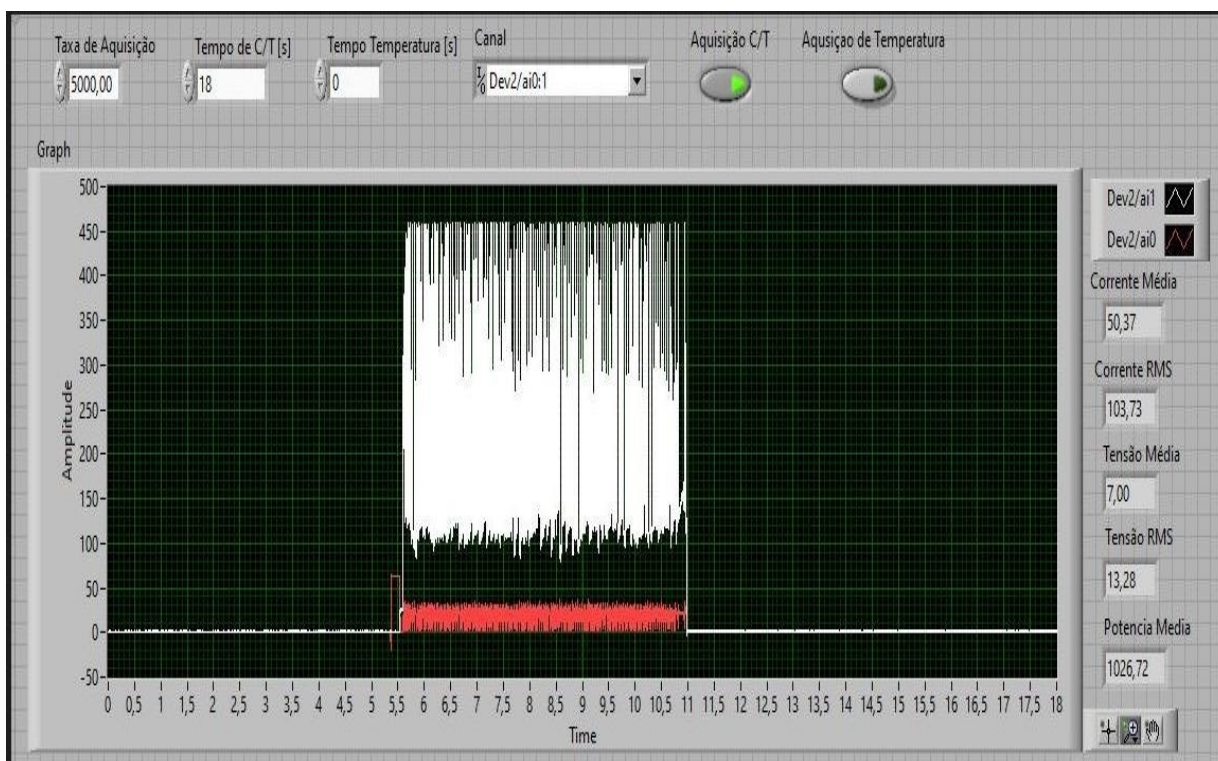 Taxa de Aquisição
5000,00
Tempo de C/T [s]
18
Tempo Temperatura [s]
0
Canal
I/O Dev2/ai0:1
Aquisição C/T
Aqusiçao de Temperatura
Graph
500
450
400
350
300
250
200
150
100
50
0
-50
Amplitude
0 0,5 1 1,5 2 2,5 3 3,5 4 4,5 5 5,5 6 6,5 7 7,5 8 8,5 9 9,5 10 10,5 11 11,5 12 12,5 13 13,5 14 14,5 15 15,5 16 16,5 17 17,5 18
Time
Dev2/ai1
Dev2/ai0
Corrente Média
50,37
Corrente RMS
103,73
Tensão Média
7,00
Tensão RMS
13,28
Potencia Media
1026,72